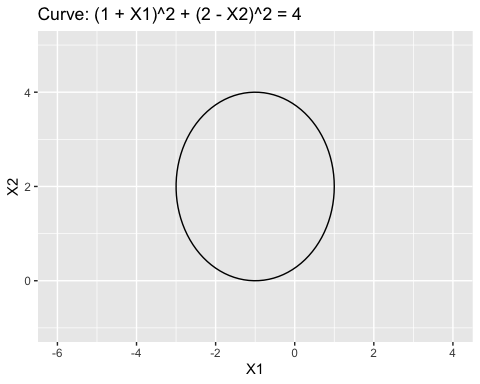 Curve: (1 + X1)^2 + (2 - X2)^2 = 4
4
2
X2
0
-6 -4 -2 0 2 4
X1